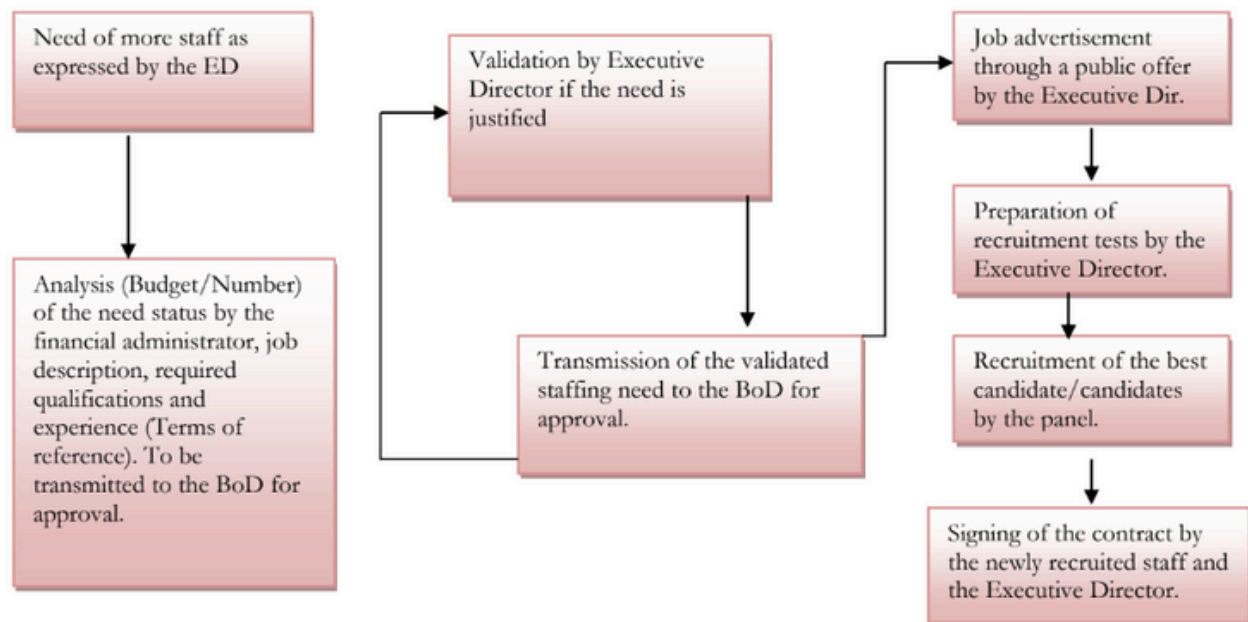 Need of more staff as
expressed by the ED
Analysis (Budget/Number)
of the need status by the
financial administrator, job
description, required
qualifications and
experience (Terms of
reference). To be
transmitted to the BoD for
approval.
Validation by Executive
Director if the need is
justified
Transmission of the validated
staffing need to the BoD for
approval.
Job advertisement
through a public offer
by the Executive Dir.
Preparation of
recruitment tests by the
Executive Director.
Recruitment of the best
candidate/candidates
by the panel.
Signing of the contract by
the newly recruited staff and
the Executive Director.